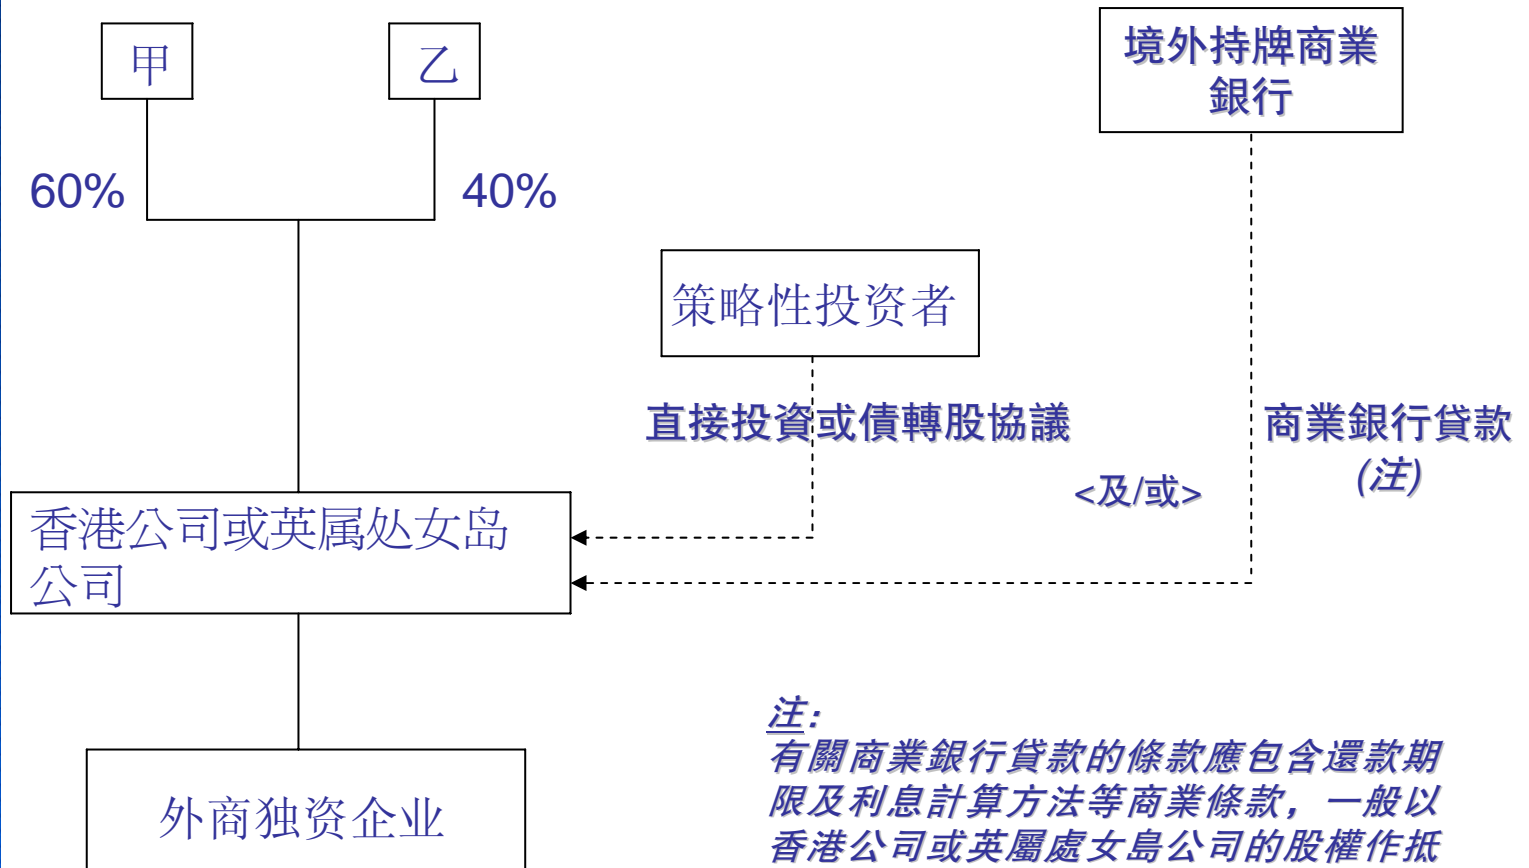 甲
乙
境外持牌商業
銀行
60%
40%
策略性投资者
直接投資或債轉股協議
商業銀行貸款
(注)
<及/或>
香港公司或英属处女岛
公司
外商独资企业
注:
有關商業銀行貸款的條款應包含還款期
限及利息計算方法等商業條款，一般以
香港公司或英屬處女島公司的股權作抵